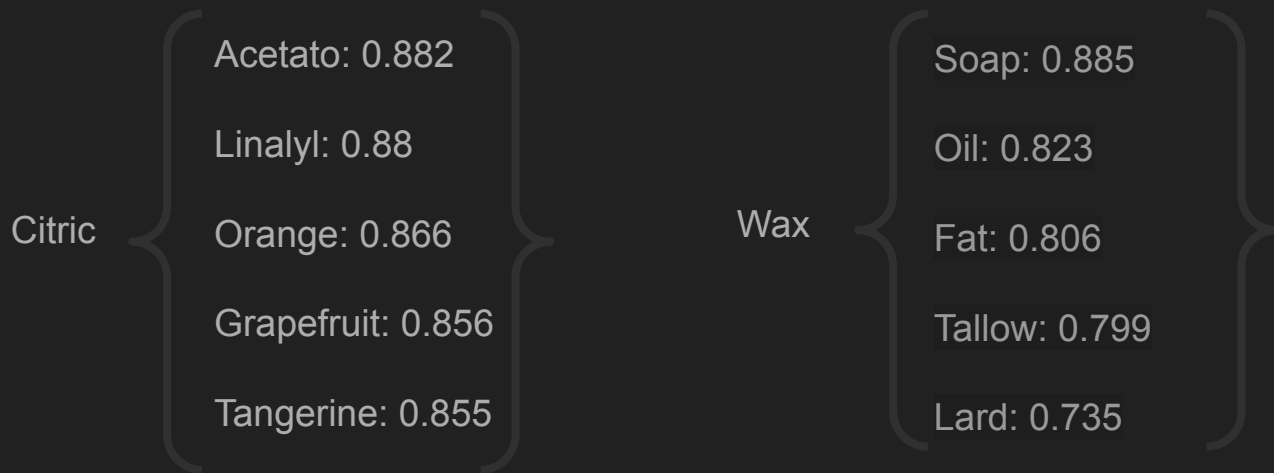 Citric
Acetato: 0.882
Linalyl: 0.88
Orange: 0.866
Grapefruit: 0.856
Tangerine: 0.855
Wax
Soap: 0.885
Oil: 0.823
Fat: 0.806
Tallow: 0.799
Lard: 0.735